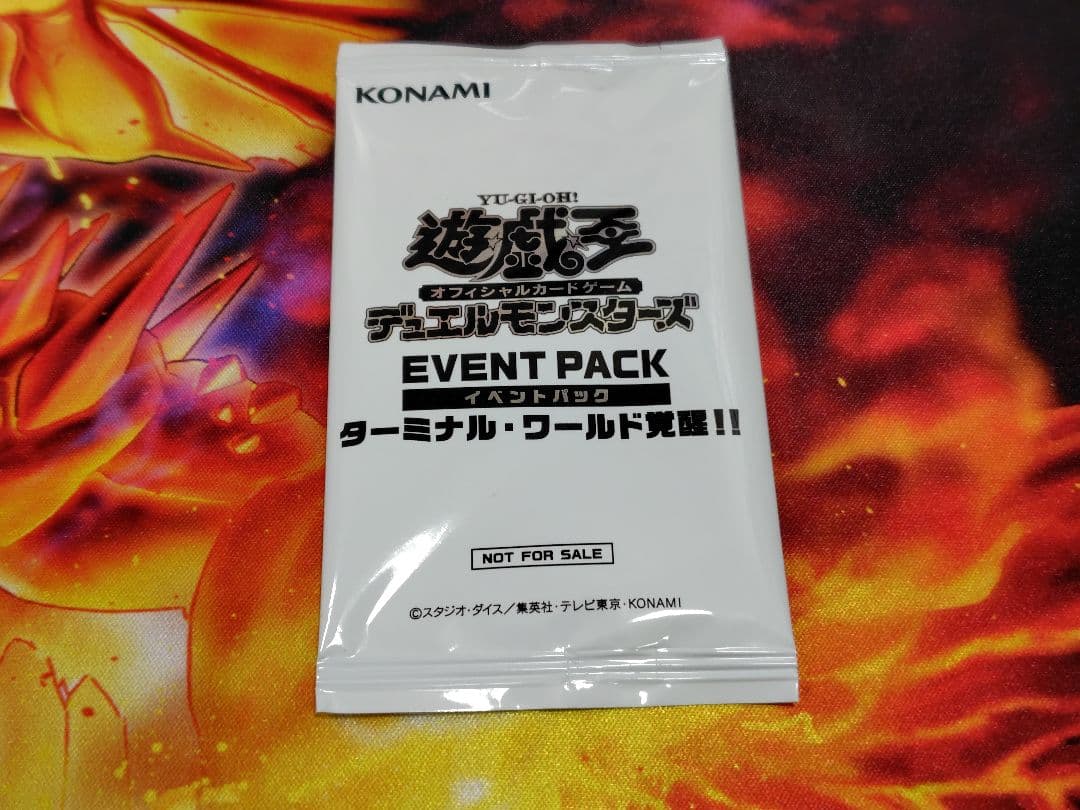 KONAMI
YU-GI-OH!
遊戯王
オフィシャルカードゲーム
デュエルモンスターズ
EVENT PACK
イベントパック
ターミナル・ワールド覚醒!!
NOT FOR SALE
©スタジオ・ダイス/集英社・テレビ東京・KONAMI